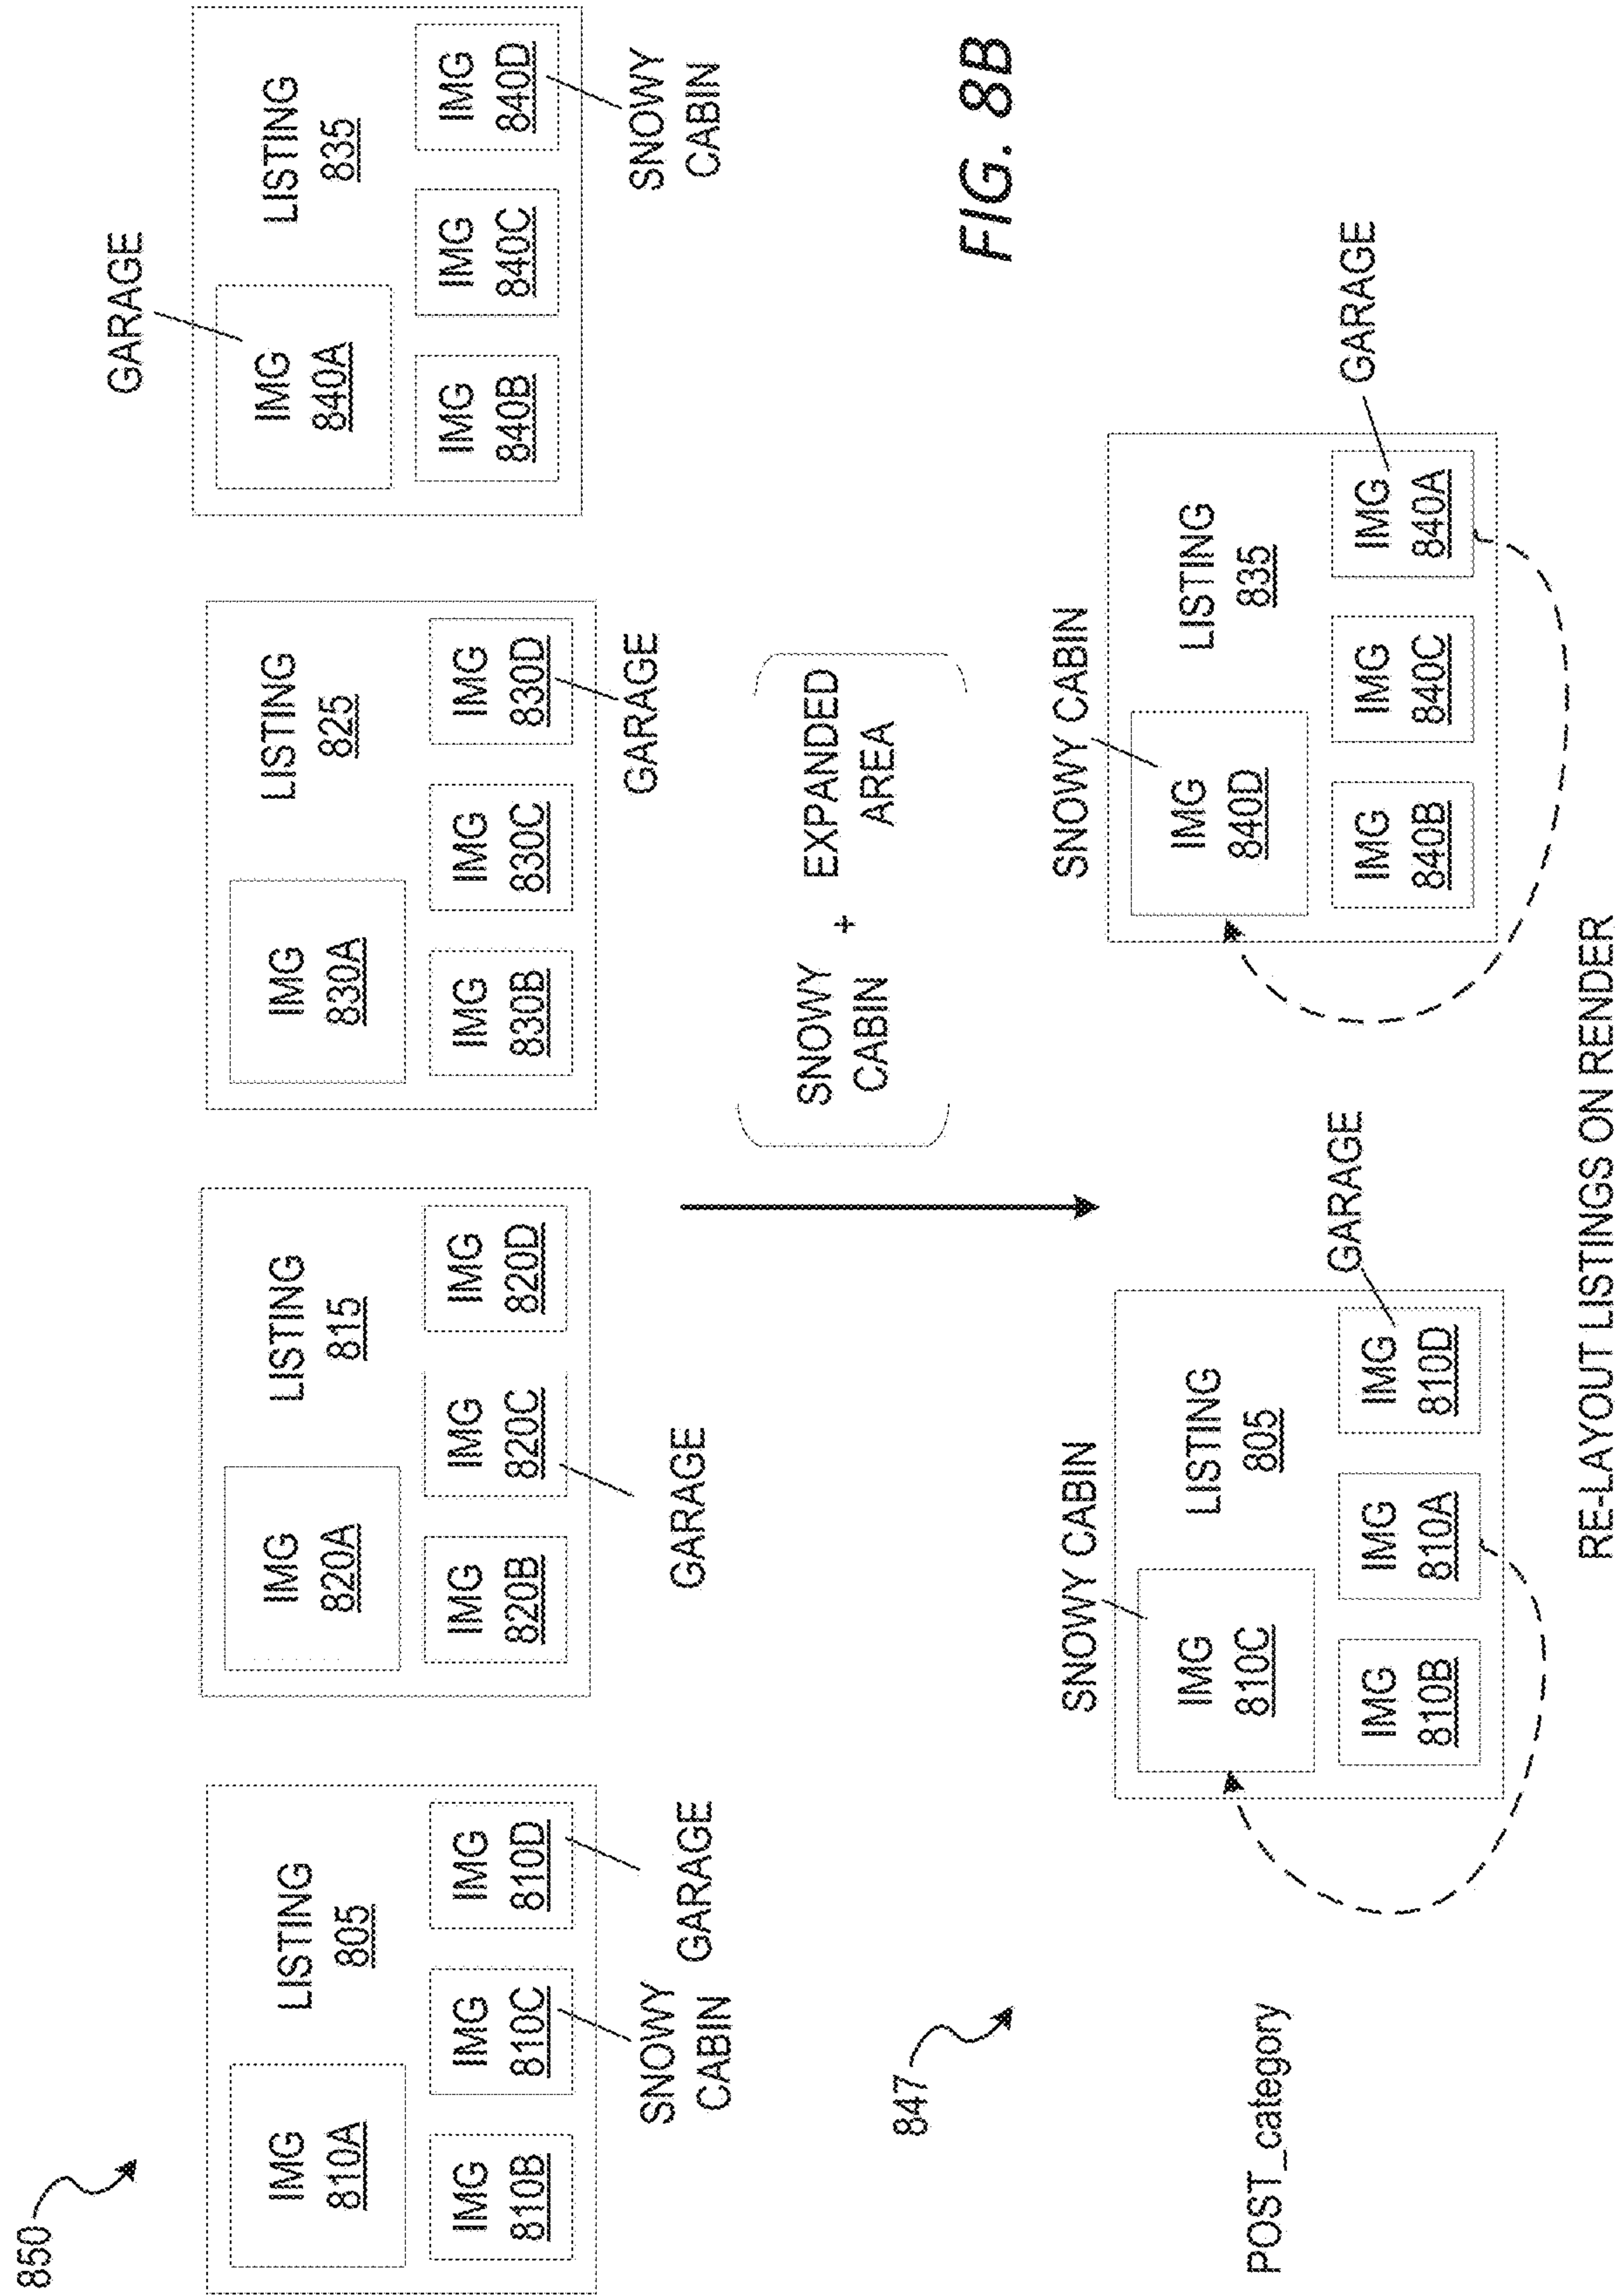 850
LISTING
805
IMG
810A
IMG
810B
IMG
810C
IMG
810D
SNOWY
CABIN
GARAGE
LISTING
815
IMG
820A
IMG
820B
IMG
820C
IMG
820D
GARAGE
LISTING
825
IMG
830A
IMG
830B
IMG
830C
IMG
830D
GARAGE
GARAGE
LISTING
835
IMG
840A
IMG
840B
IMG
840C
IMG
840D
SNOWY
CABIN
SNOWY
CABIN
+
EXPANDED
AREA
847
POST_category
SNOWY CABIN
LISTING
805
IMG
810C
IMG
810B
IMG
810A
IMG
810D
GARAGE
SNOWY CABIN
LISTING
835
IMG
840D
IMG
840B
IMG
840C
IMG
840A
GARAGE
RE-LAYOUT LISTINGS ON RENDER
FIG. 8B